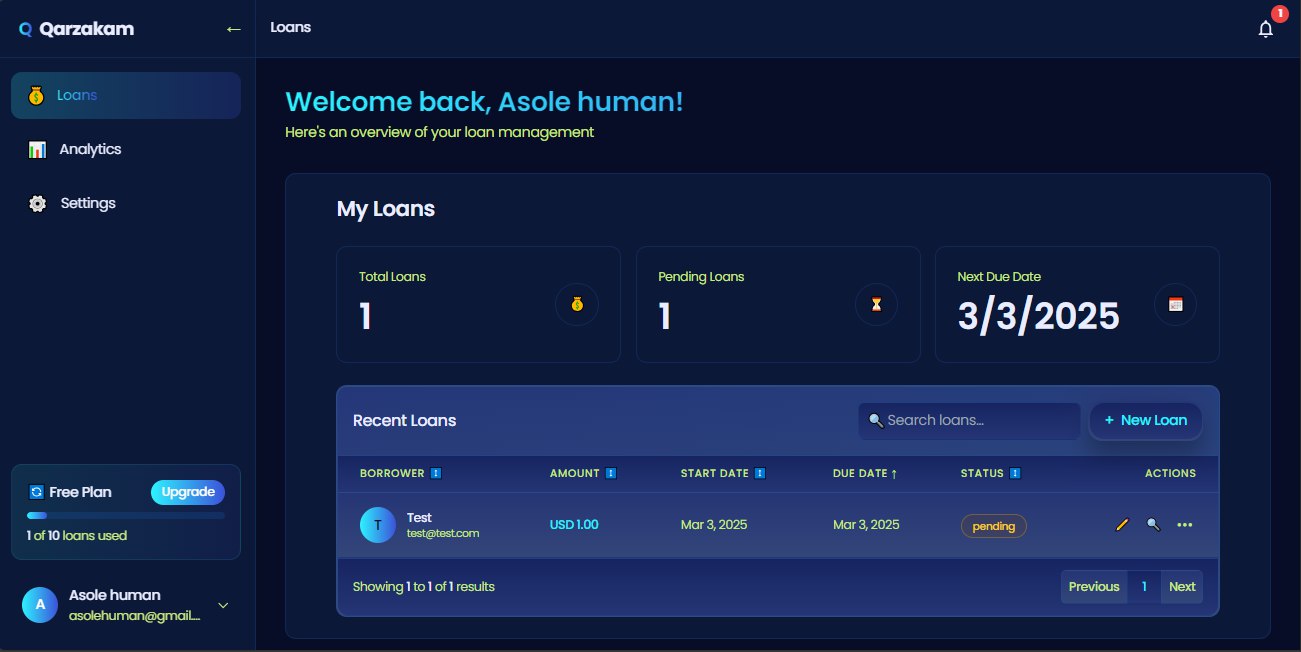 Qarzakam
←
Loans
1
Loans
Analytics
Settings
Welcome back, Asole human!
Here's an overview of your loan management
My Loans
Total Loans
1
Pending Loans
1
Next Due Date
3/3/2025
Recent Loans
Search loans...
+ New Loan
BORROWER AMOUNT START DATE DUE DATE ↑ STATUS ACTIONS
T
Test
test@test.com
USD 1.00
Mar 3, 2025
Mar 3, 2025
pending
Showing 1 to 1 of 1 results
Previous 1 Next
Free Plan
Upgrade
1 of 10 loans used
A
Asole human
asolehuman@gmail...